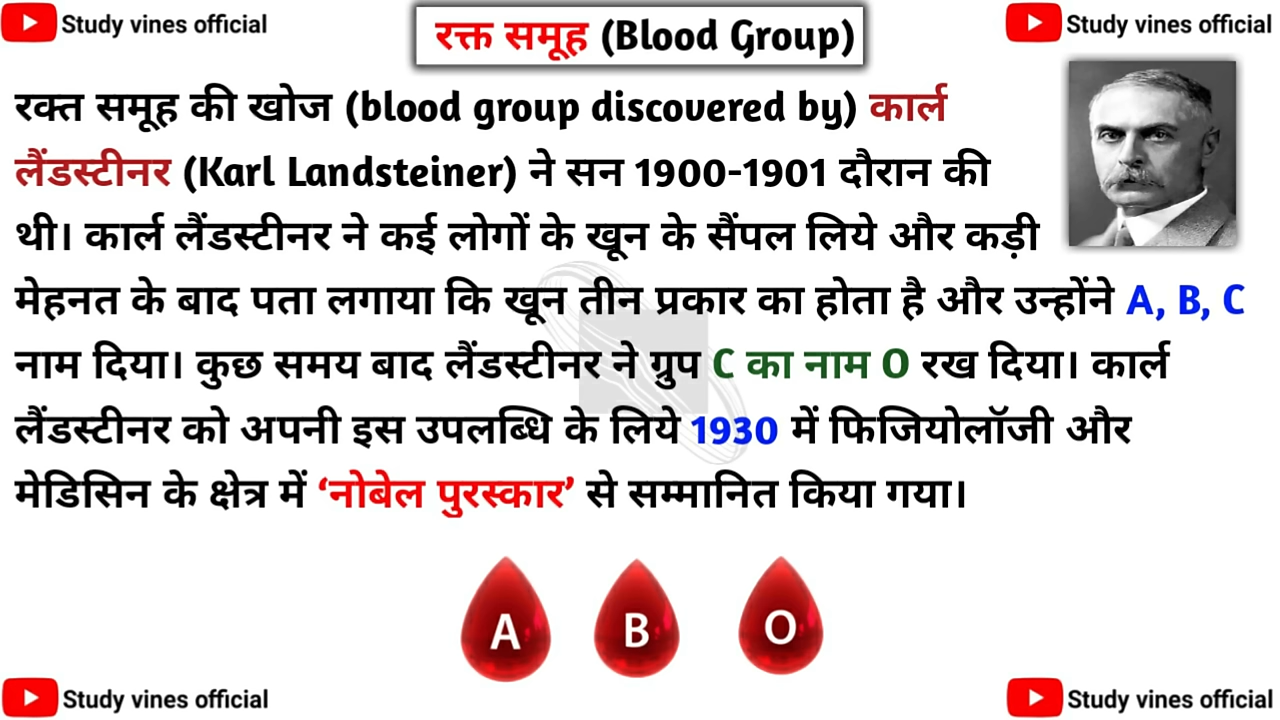 Study vines official
रक्त समूह (Blood Group)
Study vines official
रक्त समूह की खोज (blood group discovered by) कार्ल
लैंडस्टीनर (Karl Landsteiner) ने सन 1900-1901 दौरान की
थी। कार्ल लैंडस्टीनर ने कई लोगों के खून के सैंपल लिये और कड़ी
मेहनत के बाद पता लगाया कि खून तीन प्रकार का होता है और उन्होंने A, B, C
नाम दिया। कुछ समय बाद लैंडस्टीनर ने ग्रुप C का नाम O रख दिया। कार्ल
लैंडस्टीनर को अपनी इस उपलब्धि के लिये 1930 में फिजियोलॉजी और
मेडिसिन के क्षेत्र में ‘नोबेल पुरस्कार’ से सम्मानित किया गया।
A B O
Study vines official
Study vines official